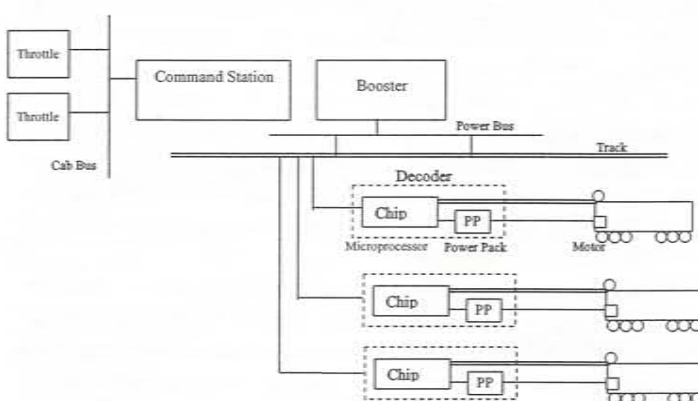 Throttle
Command Station
Booster
Throttle
Power Bus
Cab Bus
Track
Decoder
Chip
PP
Microprocessor
Power Pack
Motor
Chip
PP
Chip
PP